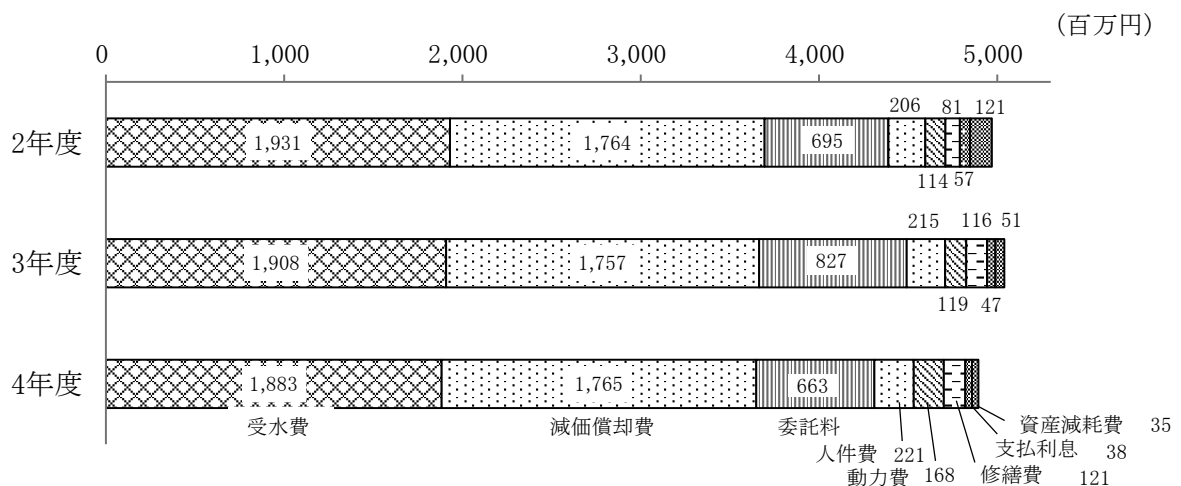 (百万円)
0 1,000 2,000 3,000 4,000 5,000
206 81 121
2年度 1,931 1,764 695
114 57
215 116 51
3年度 1,908 1,757 827
119 47
4年度 1,883 1,765 663
受水費 減価償却費 委託料 資産減耗費 35
人件費 221 支払利息 38
動力費 168 修繕費 121